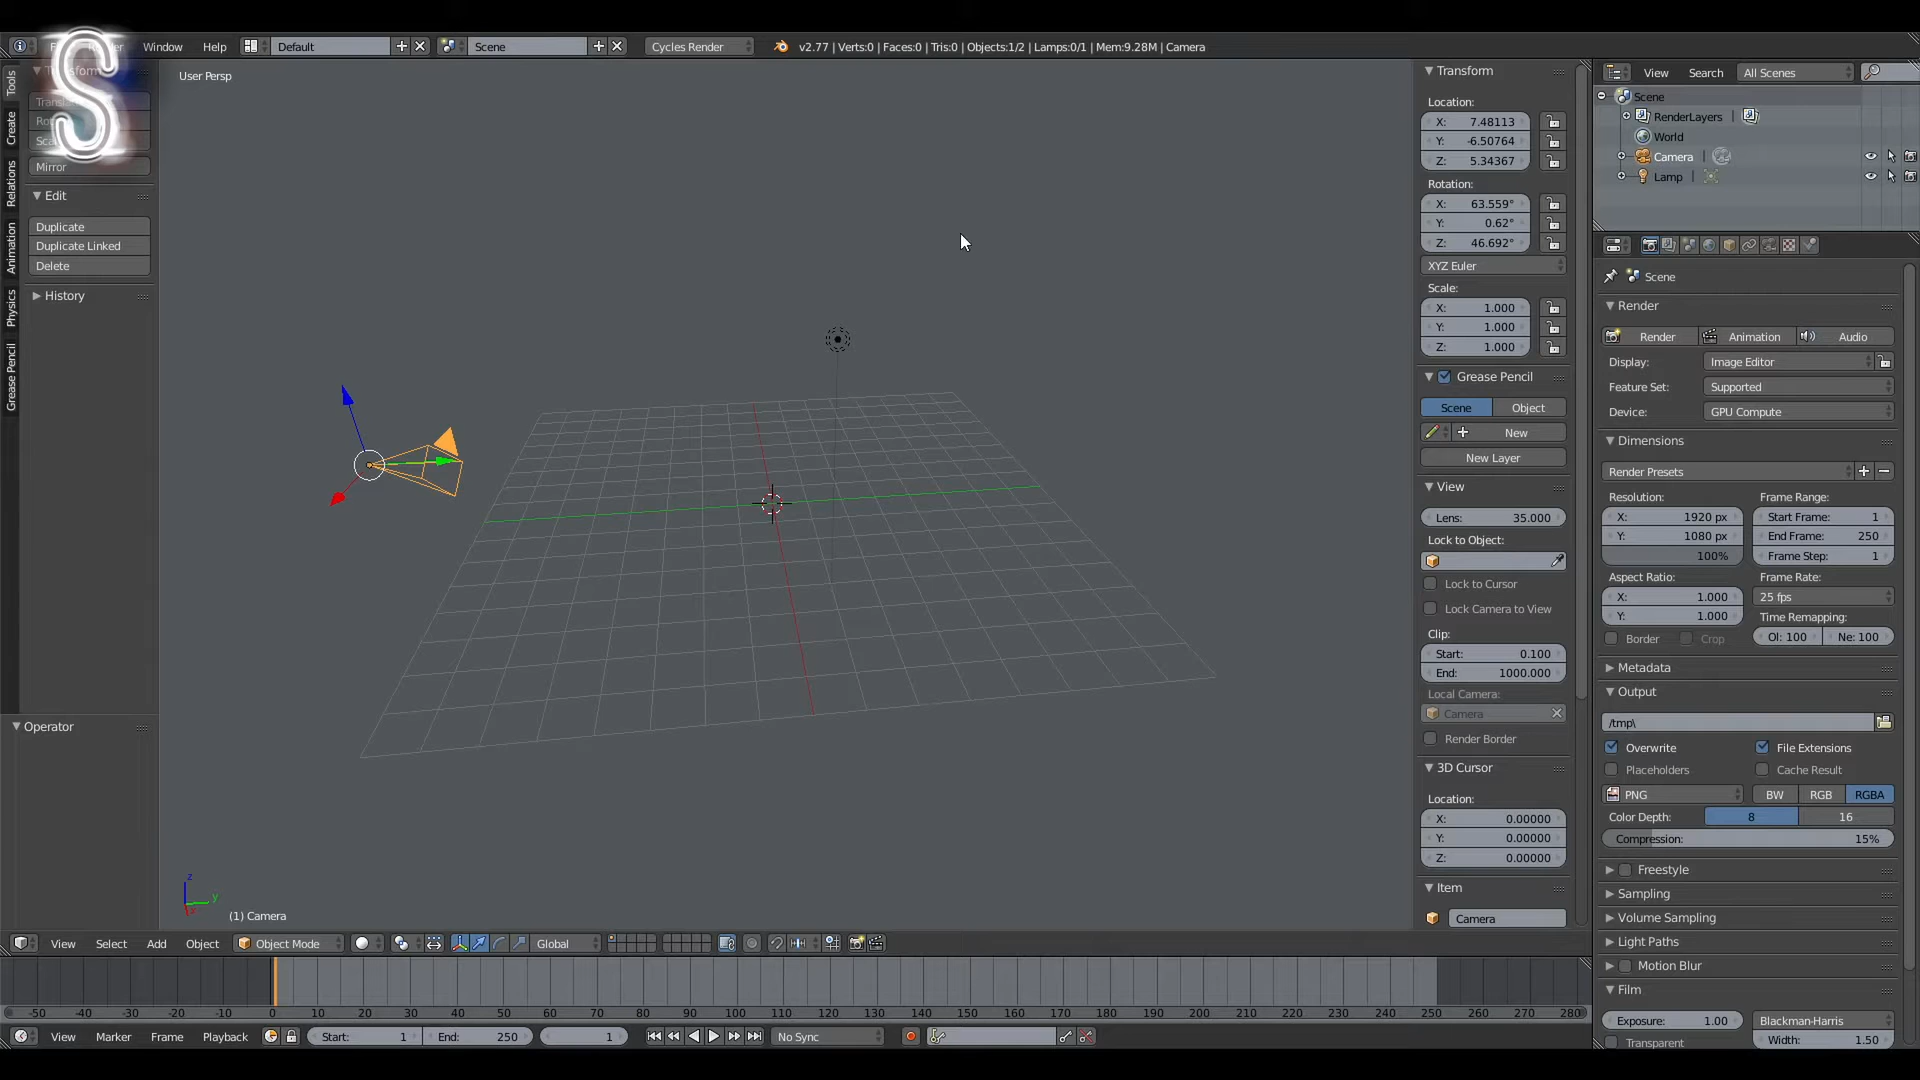 Window Help Default Scene Cycles Render v2.77 | Verts:0 | Faces:0 | Tris:0 | Objects:1/2 | Lamps:0/1 | Mem:9.28M | Camera
S
Tools
Create
Relations
Animation
Physics
Grease Pencil
Mirror
Edit
Duplicate
Duplicate Linked
Delete
History
Operator
User Persp
z
y
(1) Camera
Transform
Location:
X: 7.48113
Y: -6.50764
Z: 5.34367
Rotation:
X: 63.559°
Y: 0.62°
Z: 46.692°
XYZ Euler
Scale:
X: 1.000
Y: 1.000
Z: 1.000
Grease Pencil
Scene Object
New
New Layer
View
Lens: 35.000
Lock to Object:
Lock to Cursor
Lock Camera to View
Clip:
Start: 0.100
End: 1000.000
Local Camera:
Camera
Render Border
3D Cursor
Location:
X: 0.00000
Y: 0.00000
Z: 0.00000
Item
Camera
View Search All Scenes
Scene
RenderLayers |
World
Camera |
Lamp |
Scene
Render
Render Animation Audio
Display: Image Editor
Feature Set: Supported
Device: GPU Compute
Dimensions
Render Presets
Resolution: Frame Range:
X: 1920 px Start Frame: 1
Y: 1080 px End Frame: 250
100% Frame Step: 1
Aspect Ratio: Frame Rate:
X: 1.000 25 fps
Y: 1.000 Time Remapping:
Border Crop Ol: 100 Ne: 100
Metadata
Output
/tmp\
Overwrite File Extensions
Placeholders Cache Result
PNG BW RGB RGBA
Color Depth: 8 16
Compression: 15%
Freestyle
Sampling
Volume Sampling
Light Paths
Motion Blur
Film
Exposure: 1.00 Blackman-Harris
Transparent Width: 1.50
View Select Add Object Object Mode Global
-50 -40 -30 -20 -10 0 10 20 30 40 50 60 70 80 90 100 110 120 130 140 150 160 170 180 190 200 210 220 230 240 250 260 270 280
View Marker Frame Playback Start: 1 End: 250 1 No Sync